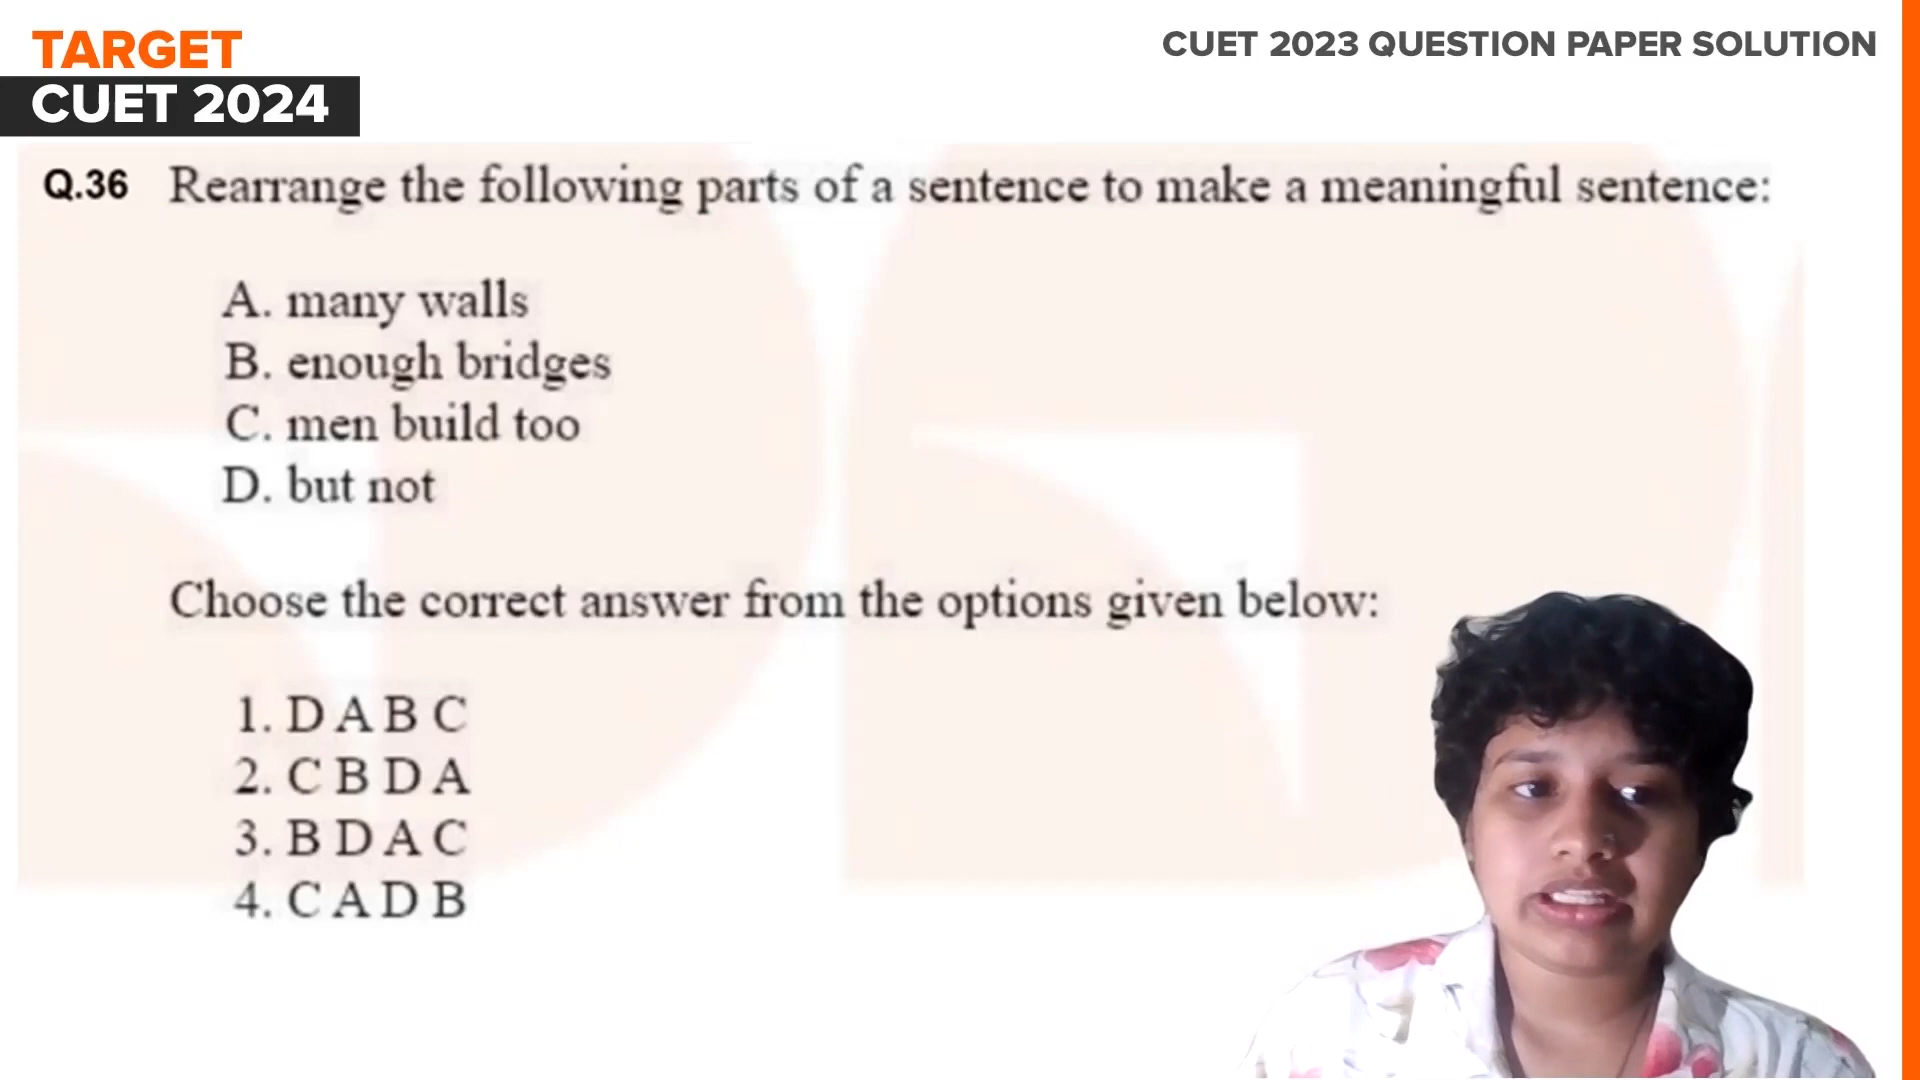 TARGET
CUET 2024
CUET 2023 QUESTION PAPER SOLUTION
Q.36 Rearrange the following parts of a sentence to make a meaningful sentence:
A. many walls
B. enough bridges
C. men build too
D. but not
Choose the correct answer from the options given below:
1. D A B C
2. C B D A
3. B D A C
4. C A D B